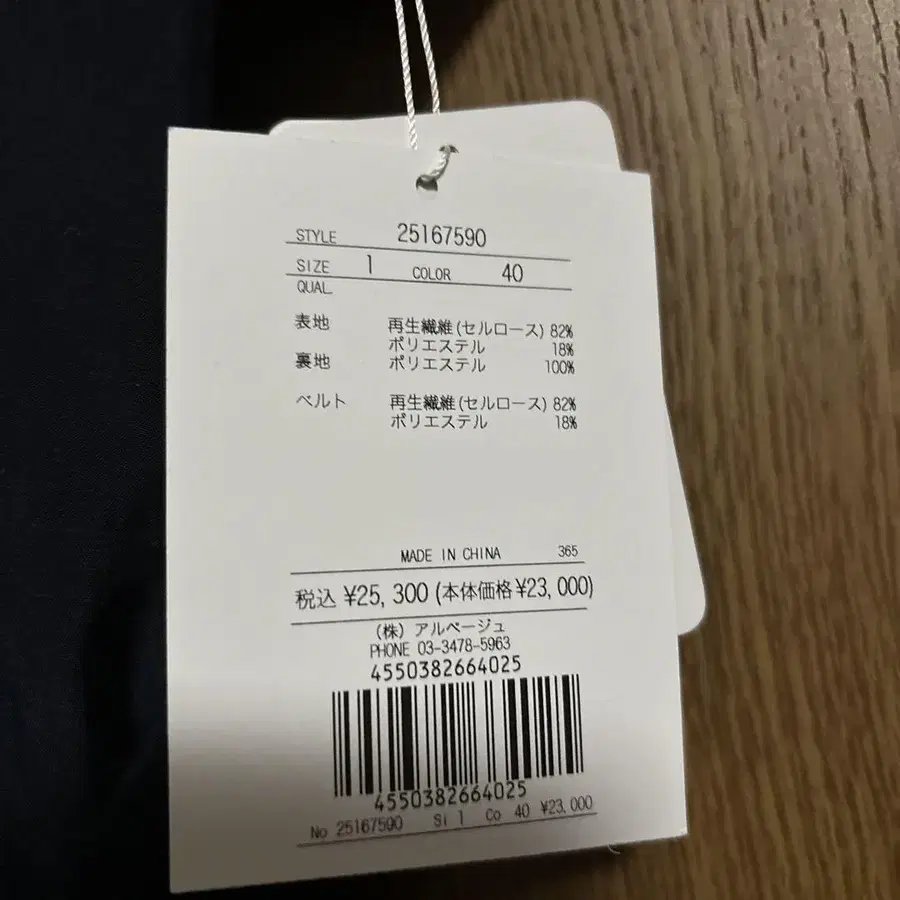 STYLE 25167590
SIZE 1 COLOR 40
QUAL
表地 再生繊維(セルロース) 82%
ポリエステル 18%
裏地 ポリエステル 100%
ベルト 再生繊維(セルロース) 82%
ポリエステル 18%
MADE IN CHINA 365
税込 ¥25,300 (本体価格 ¥23,000)
(株) アルページュ
PHONE 03-3478-5963
4550382664025
4550382664025
No 25167590 Si 1 Co 40 ¥23,000